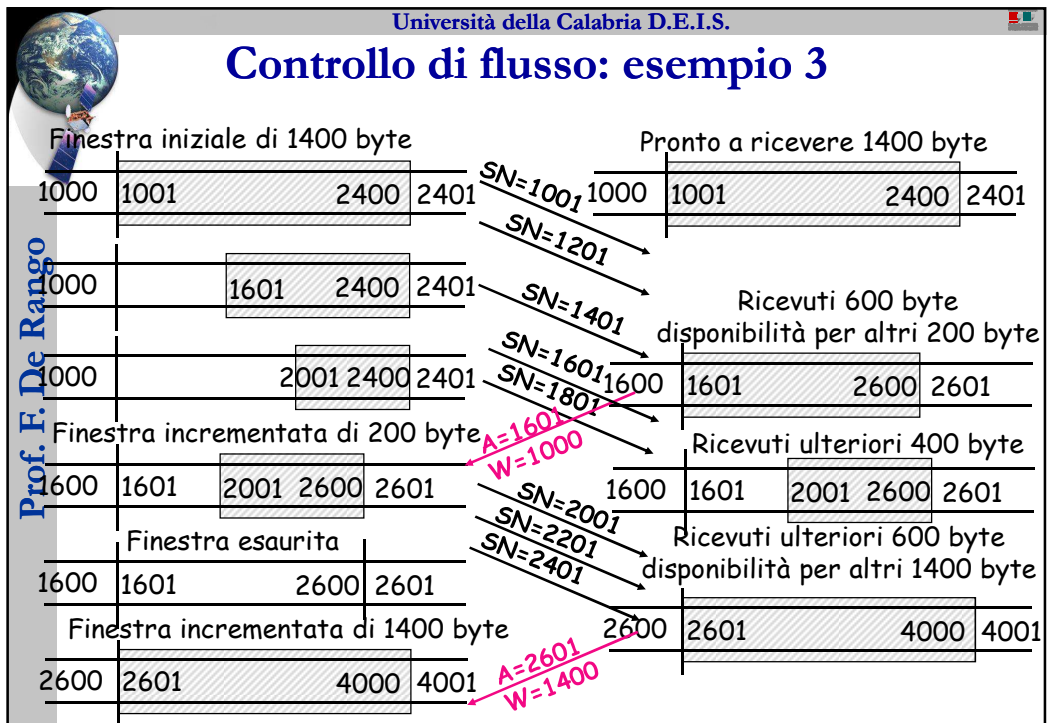 Università della Calabria D.E.I.S.
Controllo di flusso: esempio 3
Prof. F. De Rango
Finestra iniziale di 1400 byte
1000 1001 2400 2401
1000 1601 2400 2401
1000 2001 2400 2401
Finestra incrementata di 200 byte
1600 1601 2001 2600 2601
Finestra esaurita
1600 1601 2600 2601
Finestra incrementata di 1400 byte
2600 2601 4000 4001
SN=1001
SN=1201
SN=1401
SN=1601
SN=1801
A=1601
W=1000
SN=2001
SN=2201
SN=2401
A=2601
W=1400
Pronto a ricevere 1400 byte
1000 1001 2400 2401
Ricevuti 600 byte
disponibilità per altri 200 byte
1600 1601 2600 2601
Ricevuti ulteriori 400 byte
1600 1601 2001 2600 2601
Ricevuti ulteriori 600 byte
disponibilità per altri 1400 byte
2600 2601 4000 4001